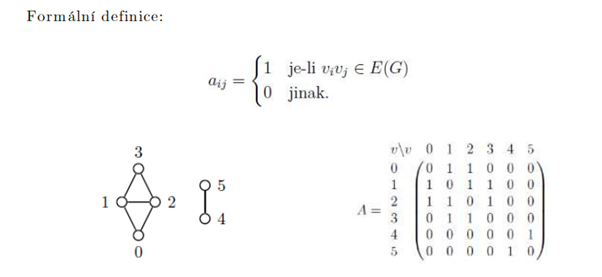 Formální definice:
a_{ij} = { 1 je-li v_i v_j ∈ E(G)
0 jinak.
3
1 2
0
5
4
v\v 0 1 2 3 4 5
0 0 1 1 0 0 0
1 1 0 1 1 0 0
A = 2 1 1 0 1 0 0
3 0 1 1 0 0 0
4 0 0 0 0 0 1
5 0 0 0 0 1 0